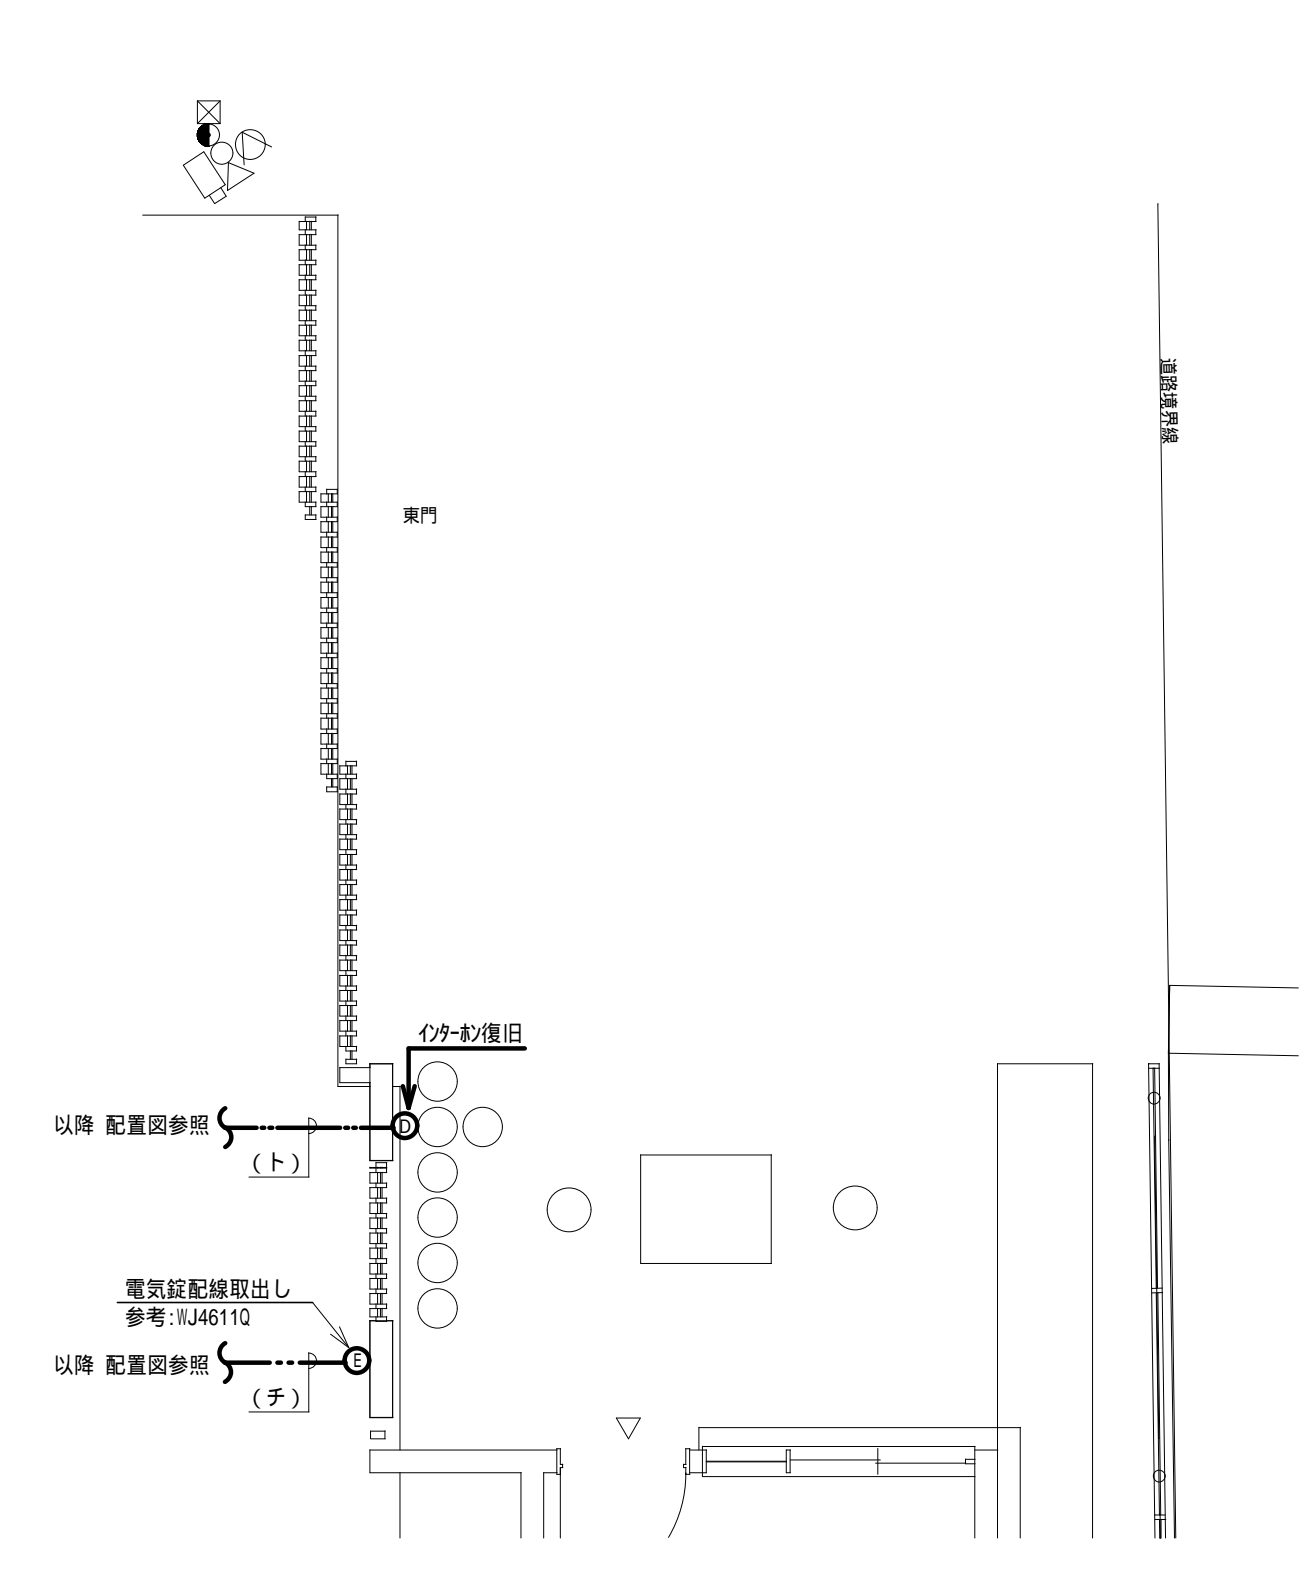 道路境界線
東門
インターホン復旧
D
以降 配置図参照
(ト)
電気錠配線取出し
参考:WJ4611Q
E
以降 配置図参照
(チ)